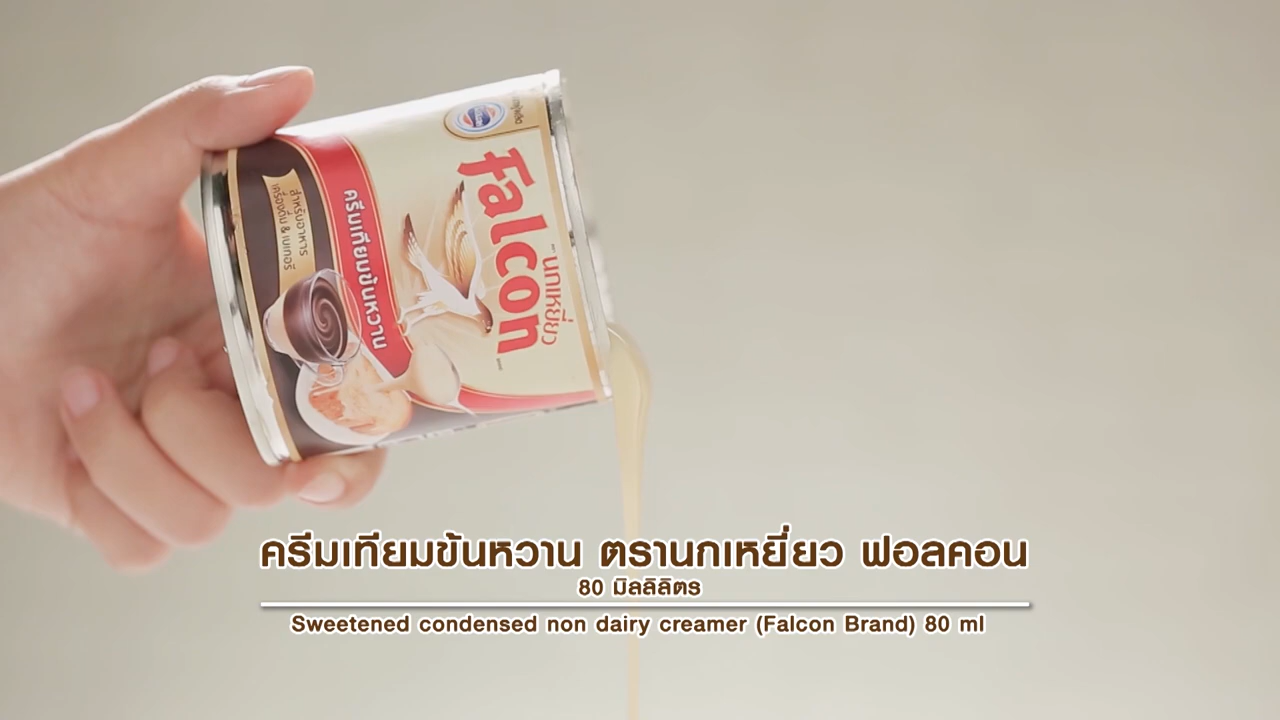 Falcon
นกเหยี่ยว
ครีมเทียมข้นหวาน
สำหรับอาหาร
เครื่องดื่ม & เบเกอรี่
ครีมเทียมข้นหวาน ตรานกเหยี่ยว ฟอลคอน
80 มิลลิลิตร
Sweetened condensed non dairy creamer (Falcon Brand) 80 ml